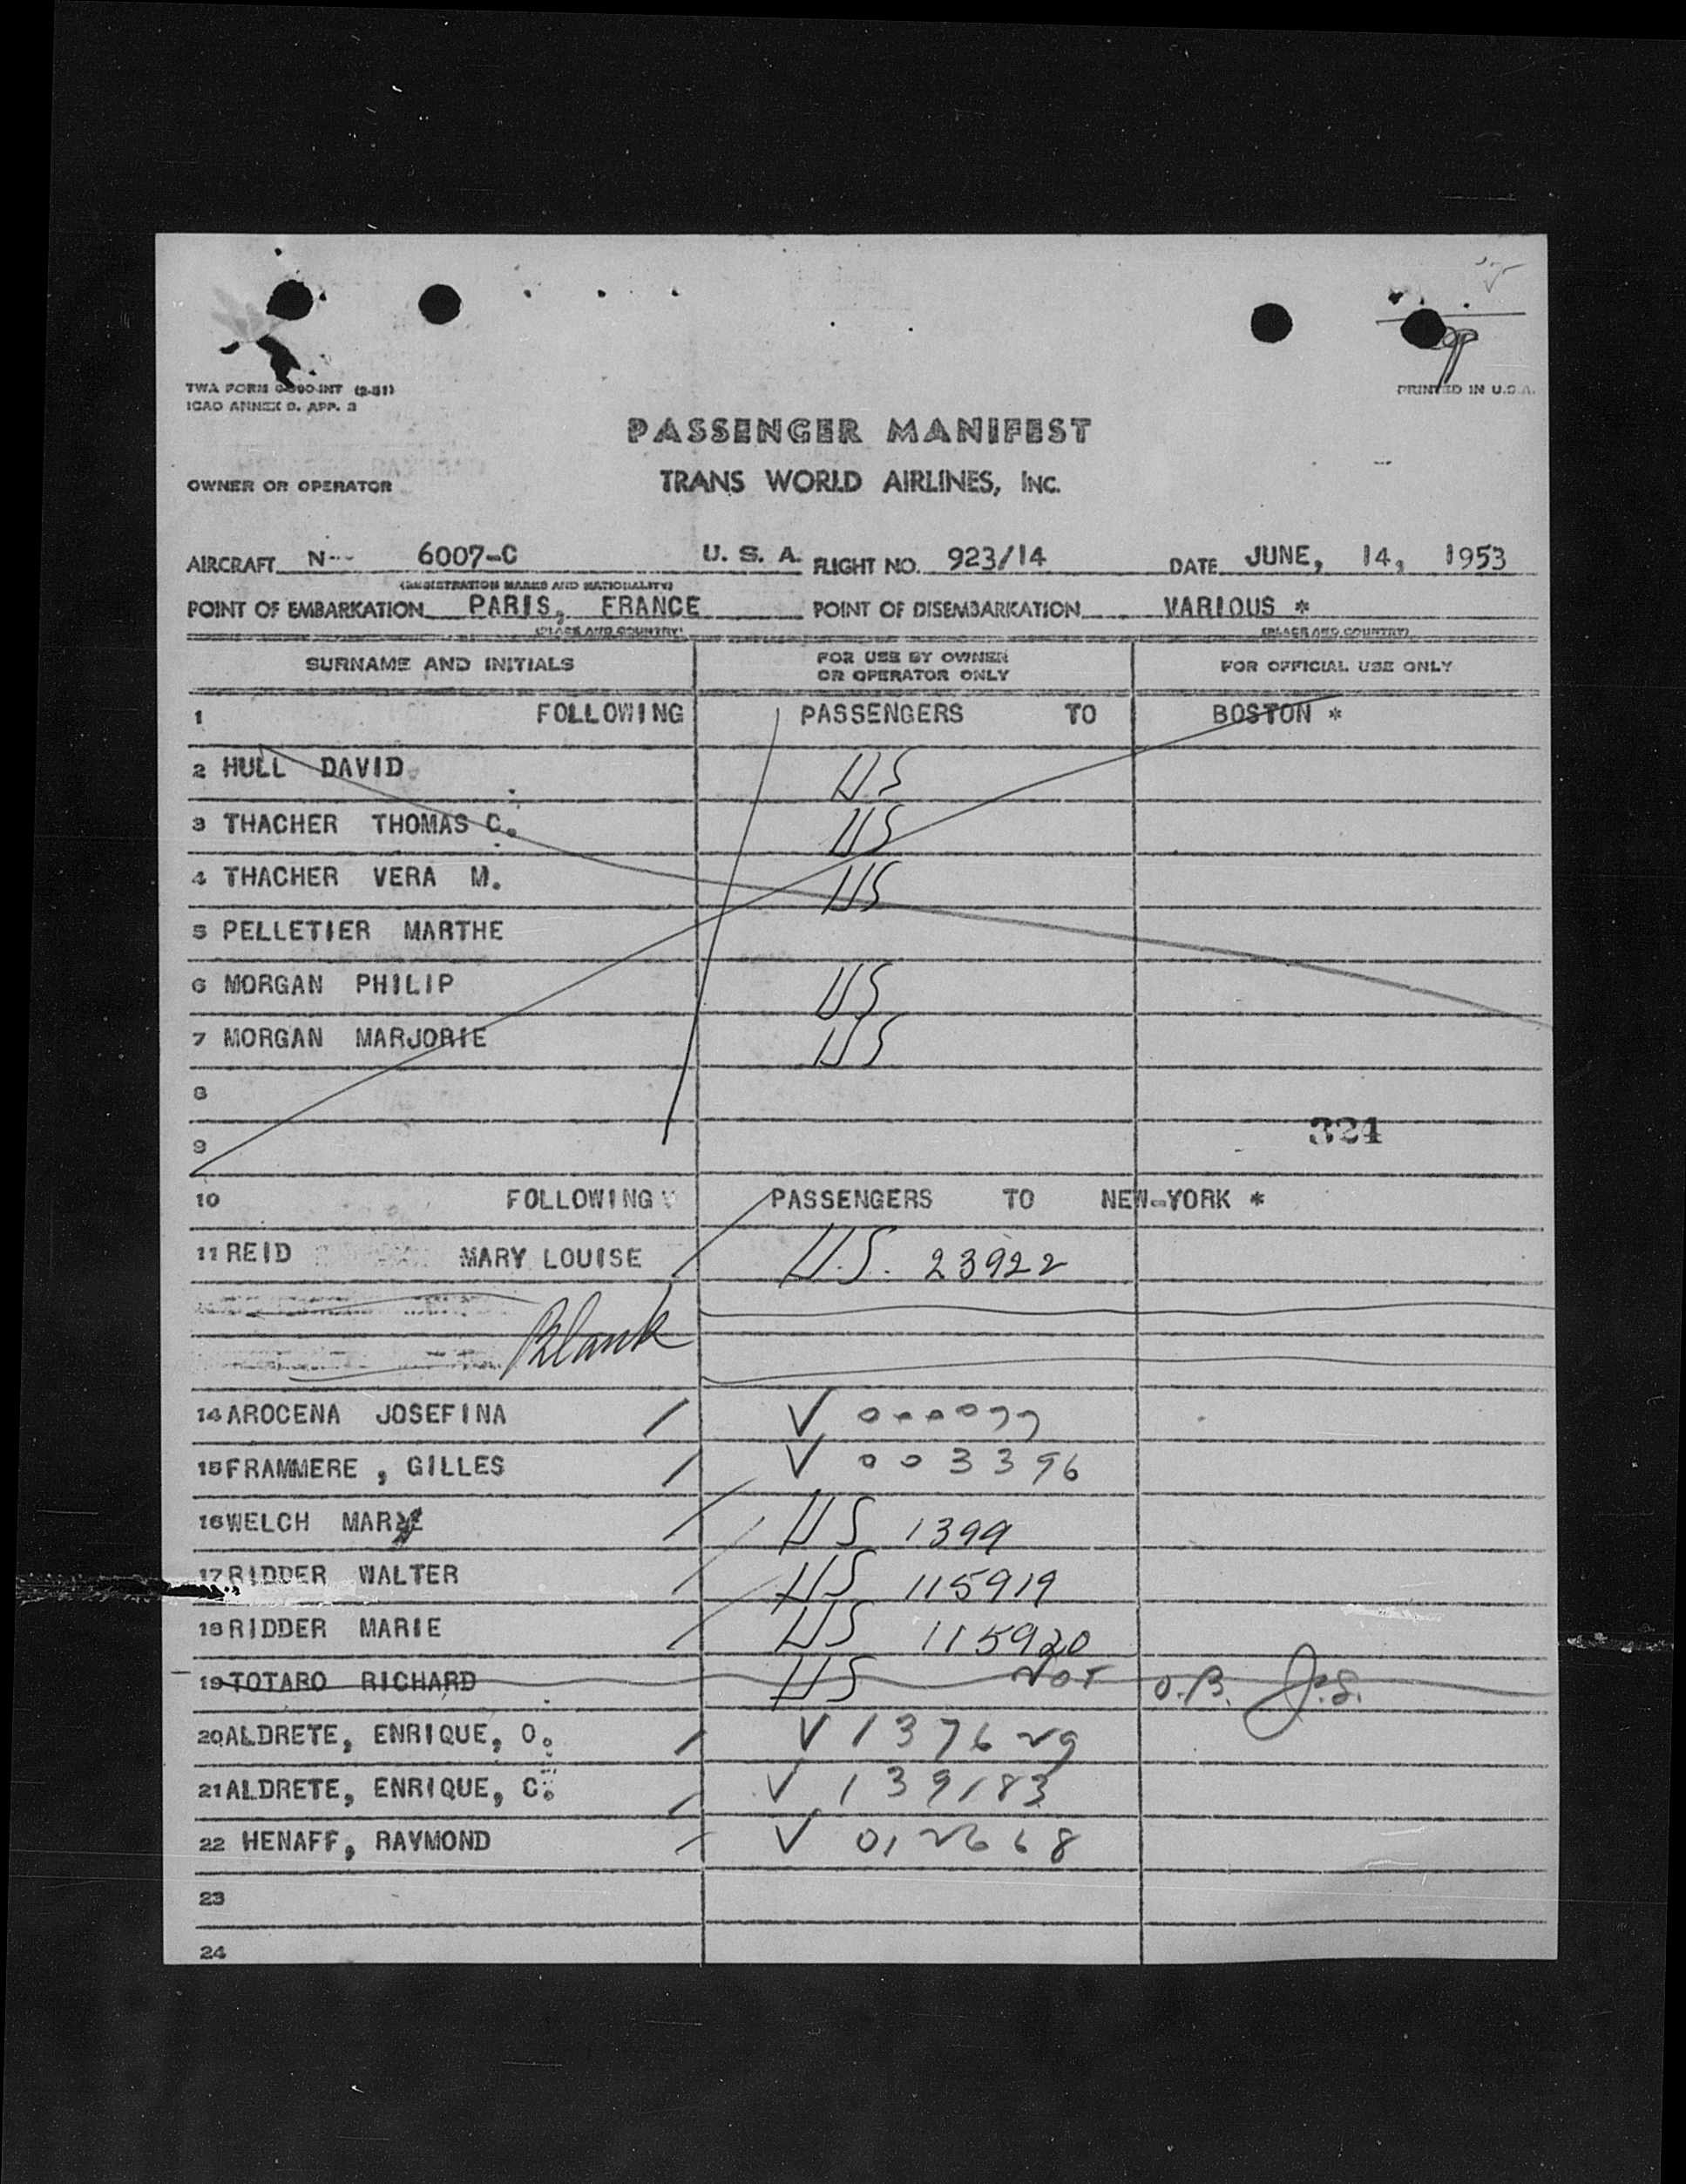 TWA FORM (2-51)
ICAO ANNEX 9. APP. 3
PRINTED IN U.S.A.
PASSENGER MANIFEST
OWNER OR OPERATOR TRANS WORLD AIRLINES, INC.
AIRCRAFT N-- 6007-C U. S. A. FLIGHT NO. 923/14 DATE JUNE, 14, 1953
(REGISTRATION MARKS AND NATIONALITY)
POINT OF EMBARKATION PARIS, FRANCE POINT OF DISEMBARKATION VARIOUS *
(PLACE AND COUNTRY) (PLACE AND COUNTRY)
SURNAME AND INITIALS FOR USE BY OWNER OR OPERATOR ONLY FOR OFFICIAL USE ONLY
1 FOLLOWING PASSENGERS TO BOSTON *
2 HULL DAVID US
3 THACHER THOMAS C. US
4 THACHER VERA M. US
5 PELLETIER MARTHE
6 MORGAN PHILIP US
7 MORGAN MARJORIE US
8
324
9
10 FOLLOWING PASSENGERS TO NEW-YORK *
11 REID MARY LOUISE / U.S. 23922
Blank
14 AROCENA JOSEFINA / V
15 FRAMMERE , GILLES / V 003396
16 WELCH MARY / US 1399
17 RIDDER WALTER / US 115919
18 RIDDER MARIE / US 115920
19 TOTARO RICHARD US NOT O.B. J.S.
20 ALDRETE, ENRIQUE, O. / V 137629
21 ALDRETE, ENRIQUE, C. / V 139183
22 HENAFF, RAYMOND / V 012668
23
24